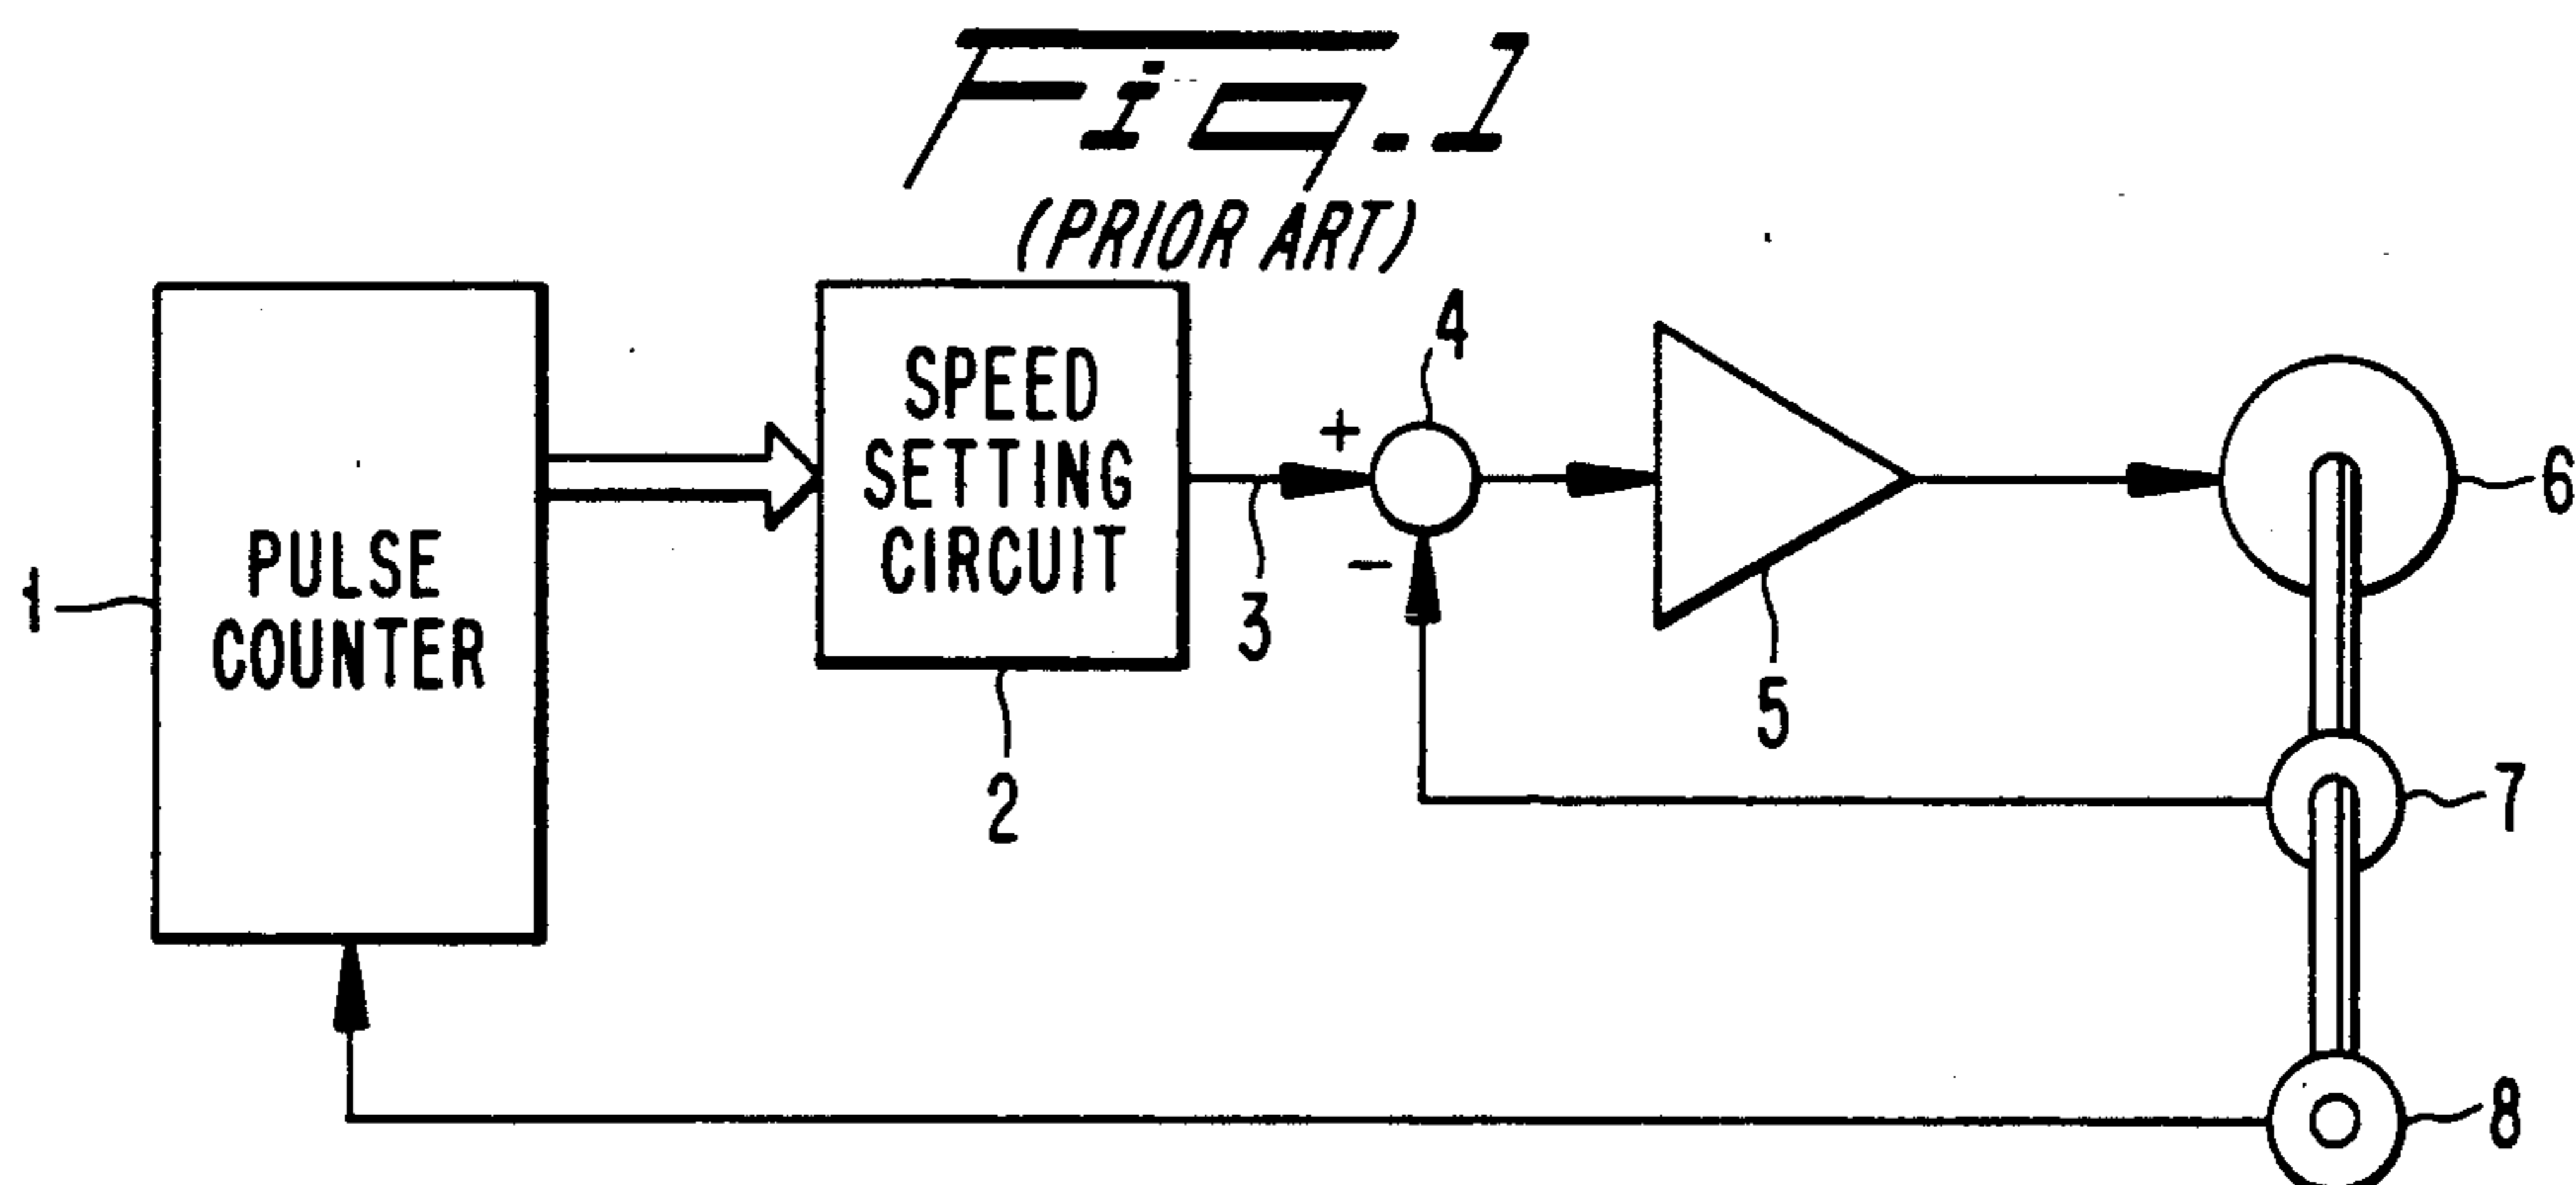 Fig. 1
(PRIOR ART)
PULSE
COUNTER
SPEED
SETTING
CIRCUIT
+
-
1
2
3
4
5
6
7
8